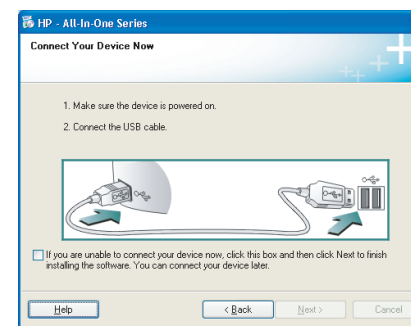 HP - All-In-One Series
Connect Your Device Now
1. Make sure the device is powered on.
2. Connect the USB cable.
If you are unable to connect your device now, click this box and then click Next to finish
installing the software. You can connect your device later.
Help
< Back
Next >
Cancel